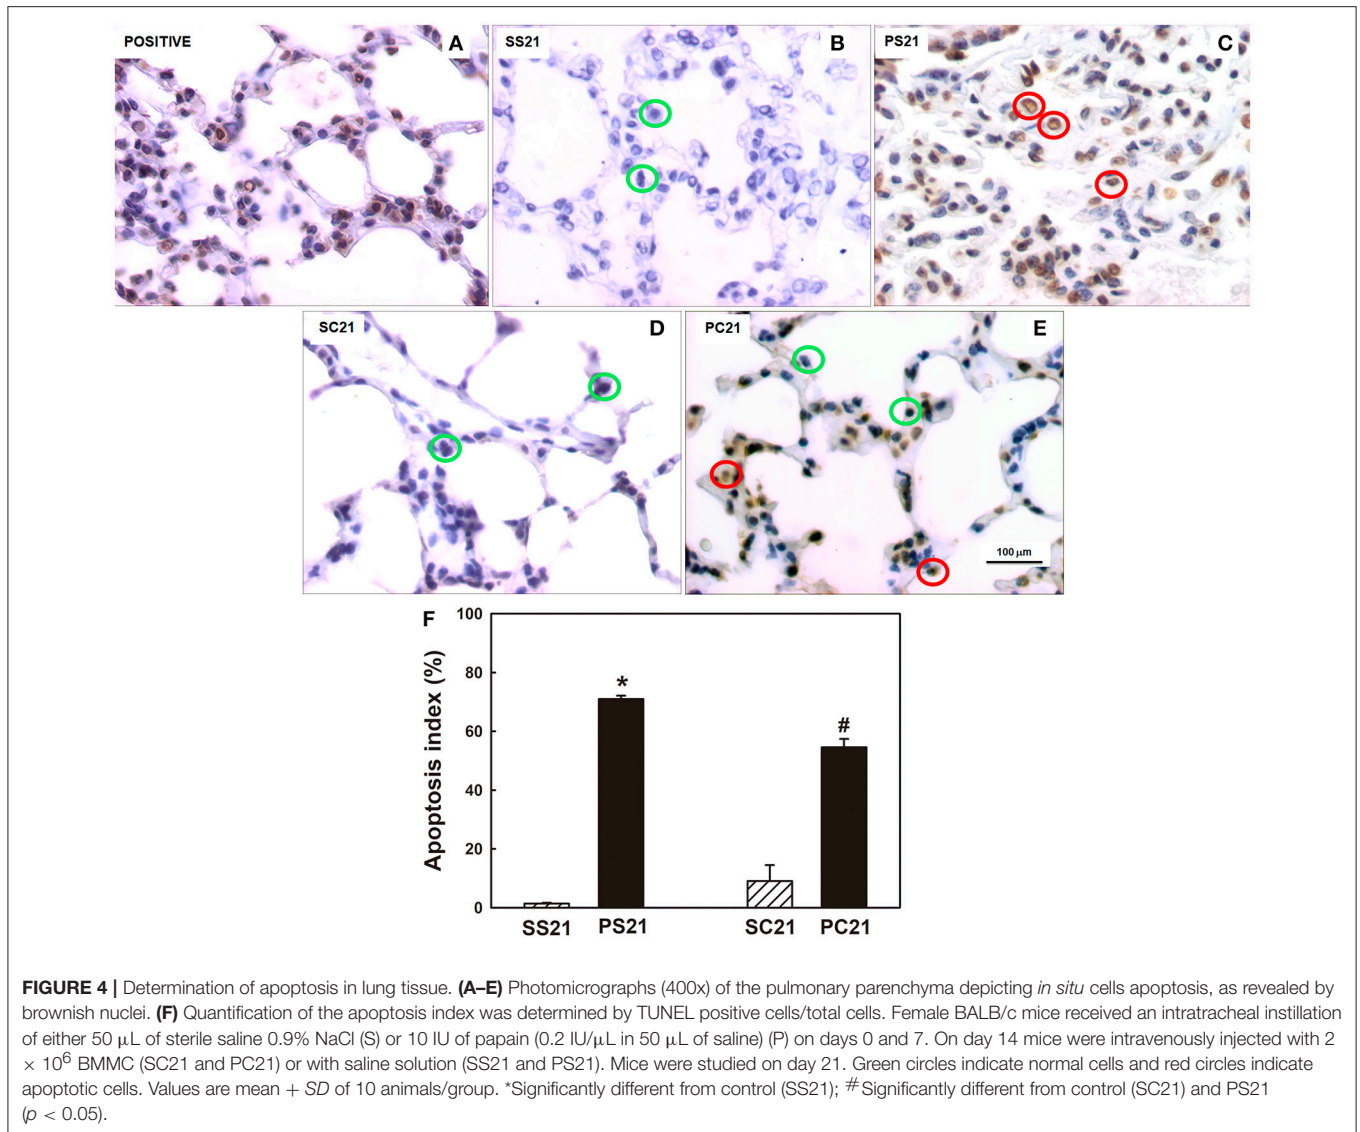 POSITIVE
A
SS21
B
PS21
C
SC21
D
PC21
E
100 µm
F
Apoptosis index (%)
100
80
60
40
20
0
*
#
SS21 PS21 SC21 PC21
FIGURE 4 | Determination of apoptosis in lung tissue. (A–E) Photomicrographs (400x) of the pulmonary parenchyma depicting in situ cells apoptosis, as revealed by
brownish nuclei. (F) Quantification of the apoptosis index was determined by TUNEL positive cells/total cells. Female BALB/c mice received an intratracheal instillation
of either 50 µL of sterile saline 0.9% NaCl (S) or 10 IU of papain (0.2 IU/µL in 50 µL of saline) (P) on days 0 and 7. On day 14 mice were intravenously injected with 2
× 10⁶ BMMC (SC21 and PC21) or with saline solution (SS21 and PS21). Mice were studied on day 21. Green circles indicate normal cells and red circles indicate
apoptotic cells. Values are mean + SD of 10 animals/group. *Significantly different from control (SS21); #Significantly different from control (SC21) and PS21
(p < 0.05).